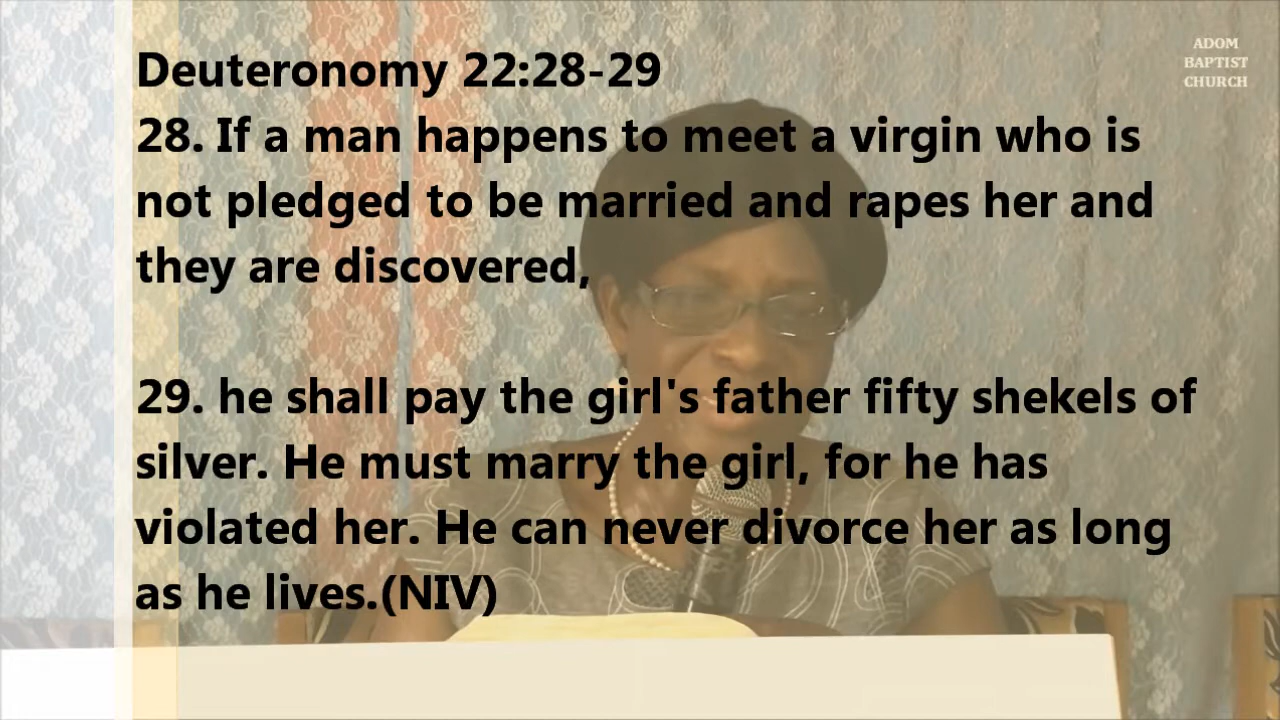 ADOM
BAPTIST
CHURCH
Deuteronomy 22:28-29
28. If a man happens to meet a virgin who is
not pledged to be married and rapes her and
they are discovered,
29. he shall pay the girl's father fifty shekels of
silver. He must marry the girl, for he has
violated her. He can never divorce her as long
as he lives.(NIV)